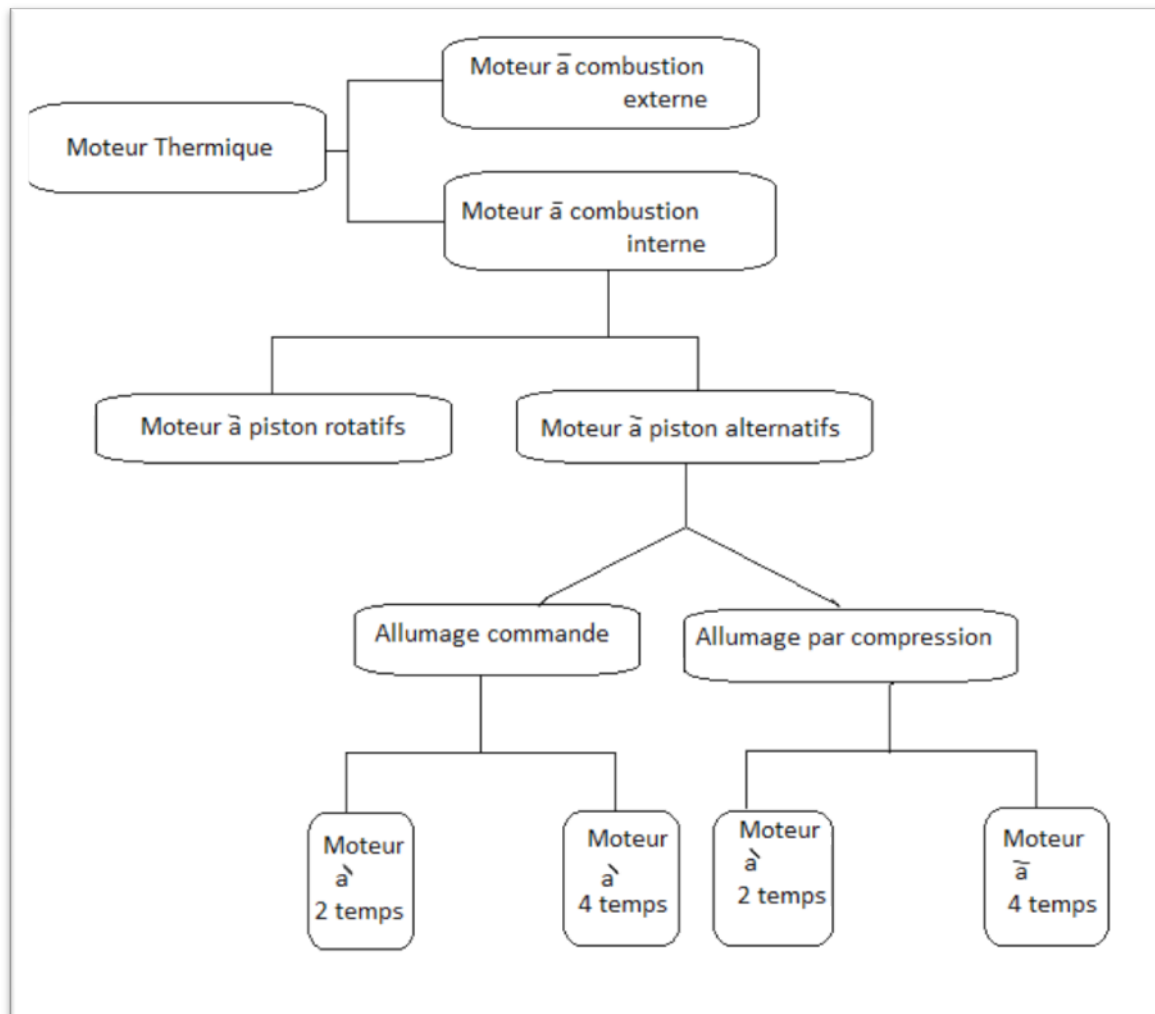 Moteur ā combustion
externe
Moteur Thermique
Moteur ā combustion
interne
Moteur ā piston rotatifs
Moteur ã piston alternatifs
Allumage commande
Allumage par compression
Moteur
à
2 temps
Moteur
à
4 temps
Moteur
à
2 temps
Moteur
ã
4 temps